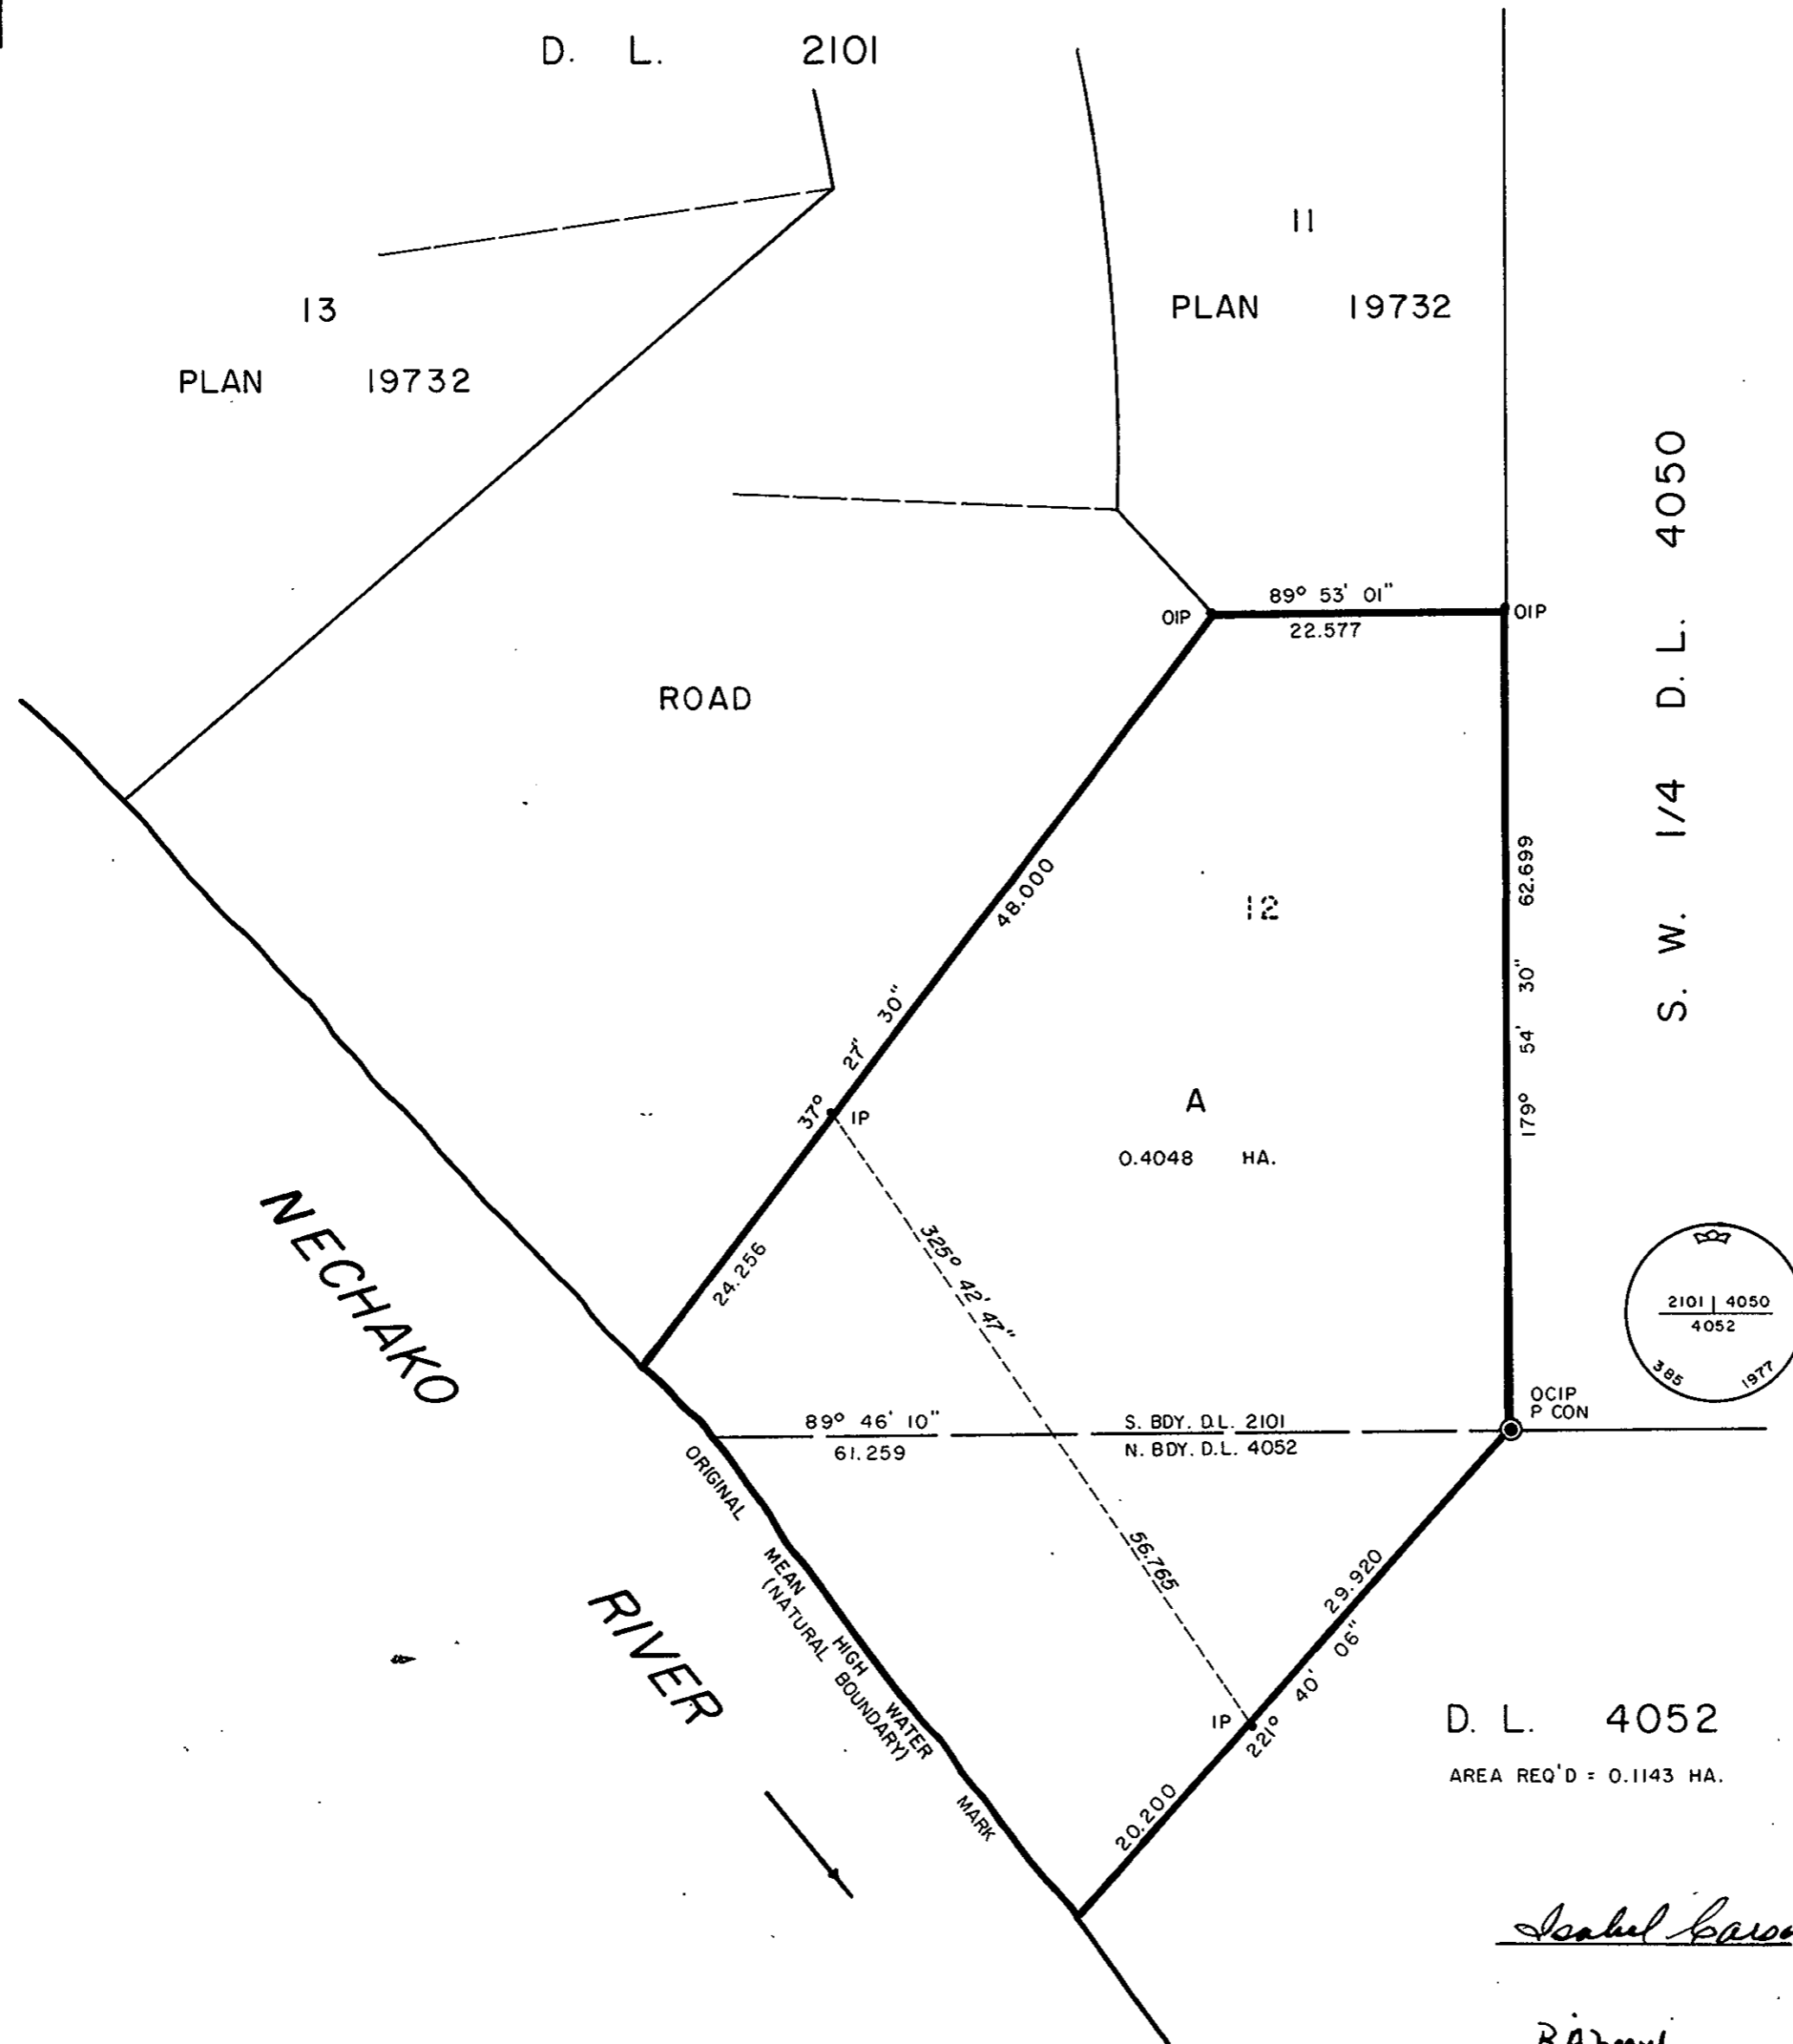 D. L. 2101
11
PLAN 19732
13
PLAN 19732
S. W. 1/4 D. L. 4050
89° 53' 01"
OIP
OIP
22.577
ROAD
48.000
62.699
12
30"
27'
37°
179° 54' 30"
IP
A
0.4048 HA.
NECHAKO
24.256
325° 42' 47"
2101 | 4050
4052
385 1977
OCIP
P CON
89° 46' 10"
61.259
S. BDY. D.L. 2101
N. BDY. D.L. 4052
ORIGINAL MEAN HIGH WATER MARK
(NATURAL BOUNDARY)
56.765
29.920
RIVER
221° 40' 06"
IP
D. L. 4052
AREA REQ'D = 0.1143 HA.
20.200
Isabel